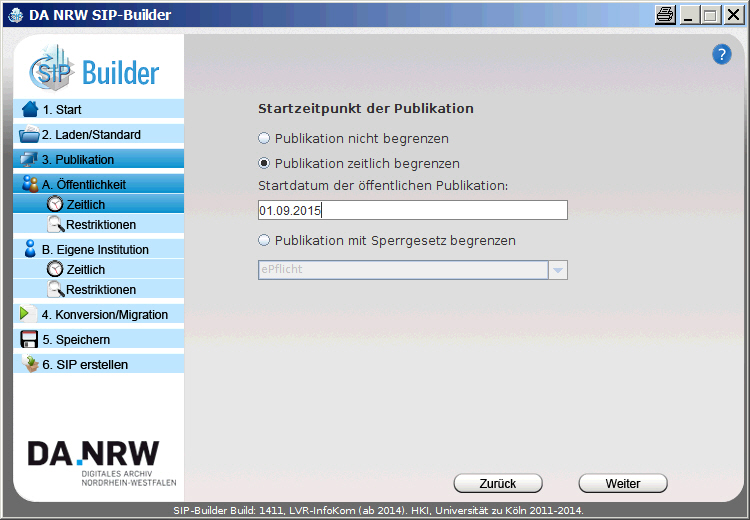 DA NRW SIP-Builder
SIP Builder
?
1. Start
2. Laden/Standard
3. Publikation
A. Öffentlichkeit
Zeitlich
Restriktionen
B. Eigene Institution
Zeitlich
Restriktionen
4. Konversion/Migration
5. Speichern
6. SIP erstellen
DA.NRW
DIGITALES ARCHIV
NORDRHEIN-WESTFALEN
Startzeitpunkt der Publikation
Publikation nicht begrenzen
Publikation zeitlich begrenzen
Startdatum der öffentlichen Publikation:
01.09.2015
Publikation mit Sperrgesetz begrenzen
ePflicht
Zurück
Weiter
SIP-Builder Build: 1411, LVR-InfoKom (ab 2014). HKI, Universität zu Köln 2011-2014.